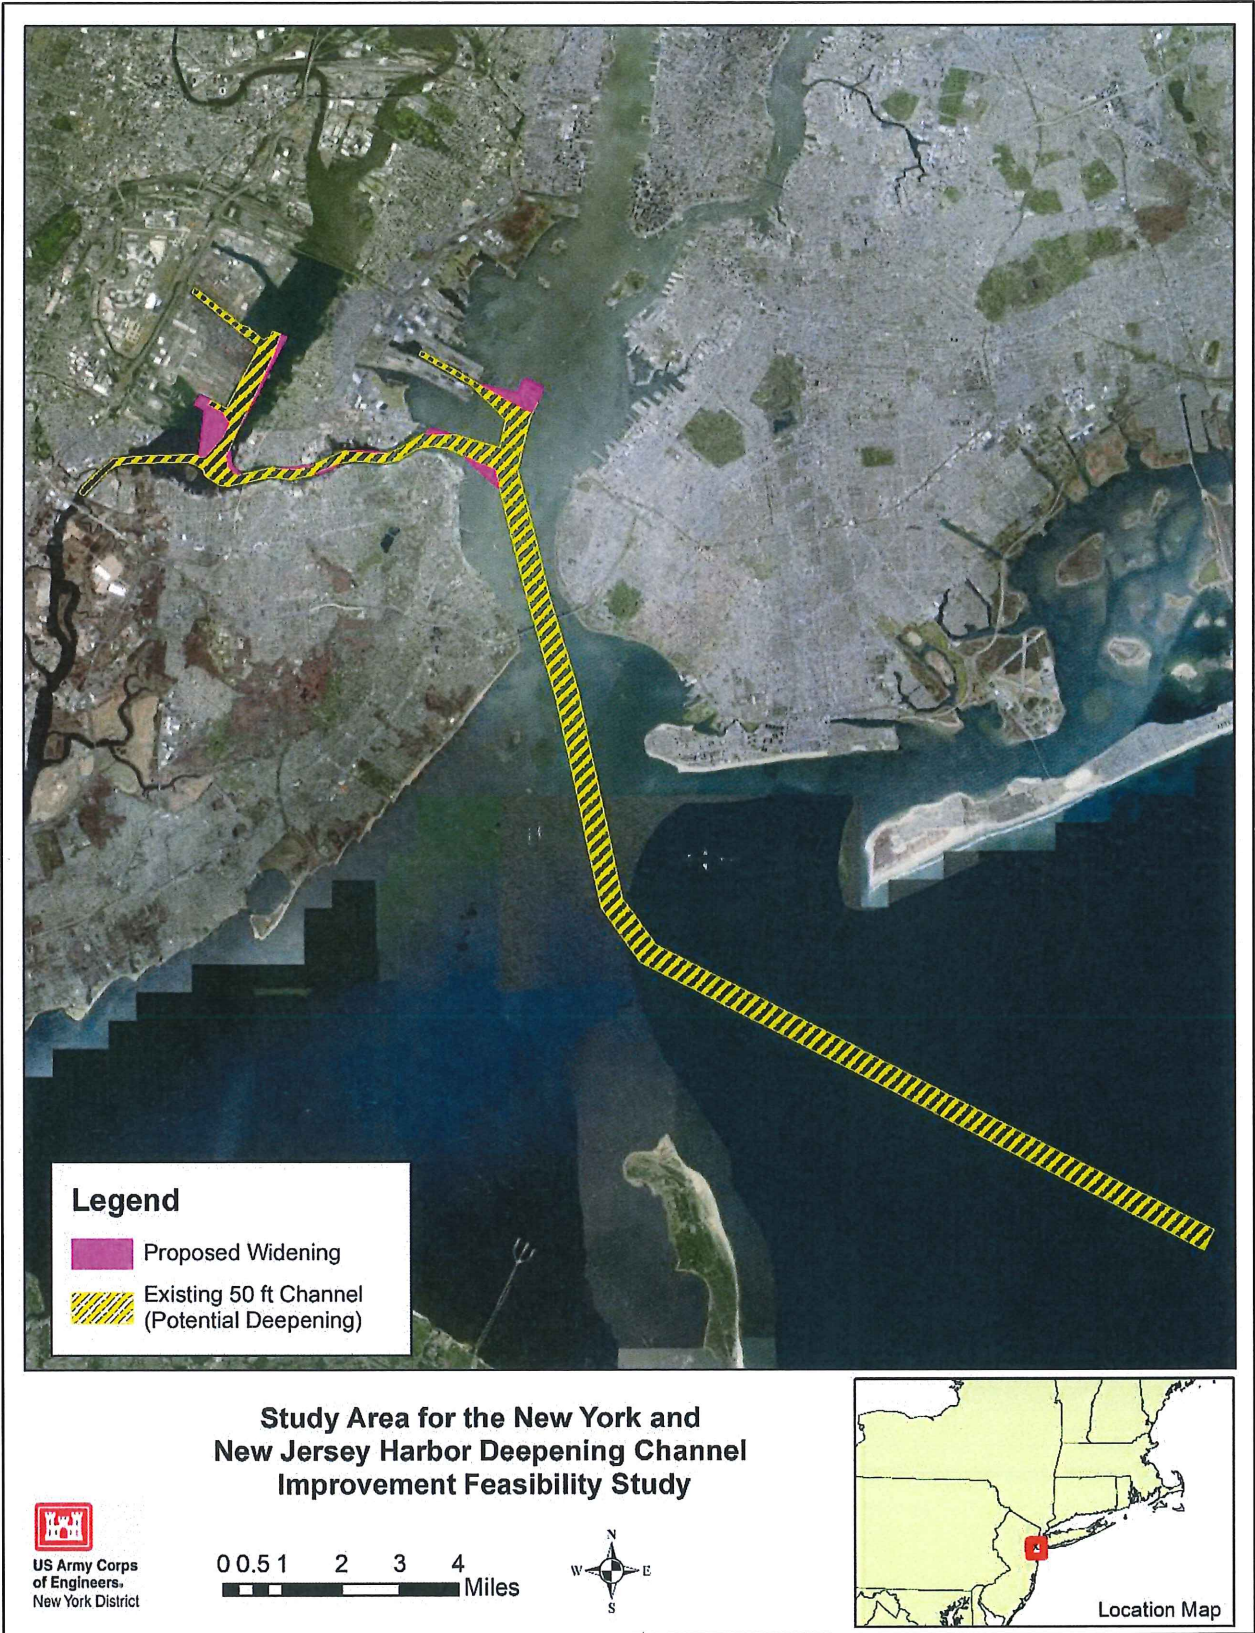 Legend
Proposed Widening
Existing 50 ft Channel
(Potential Deepening)
Study Area for the New York and
New Jersey Harbor Deepening Channel
Improvement Feasibility Study
US Army Corps
of Engineers®
New York District
0 0.5 1 2 3 4
Miles
N
W E
S
Location Map